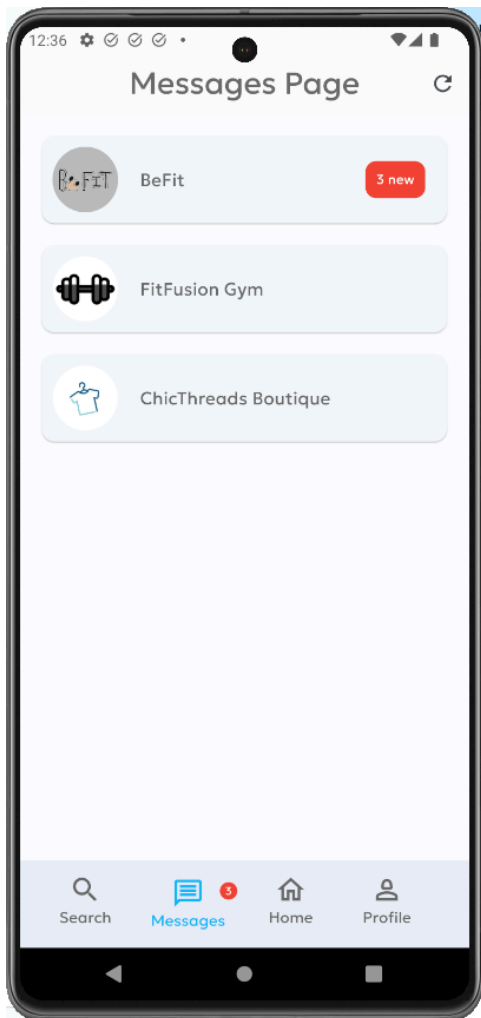 12:36
Messages Page
BeFIT
BeFit
3 new
FitFusion Gym
ChicThreads Boutique
3
Search
Messages
Home
Profile